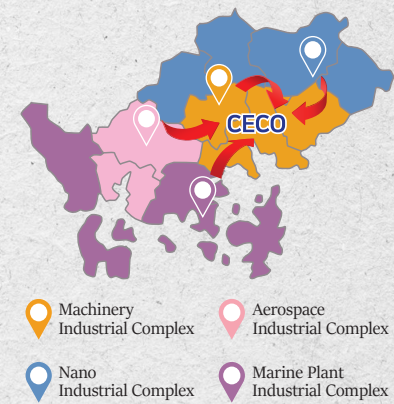 CECO
Machinery
Industrial Complex
Aerospace
Industrial Complex
Nano
Industrial Complex
Marine Plant
Industrial Complex